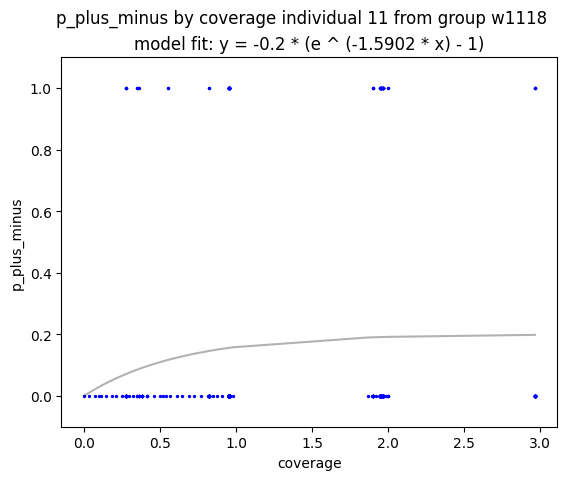 p_plus_minus by coverage individual 11 from group w1118
model fit: y = -0.2 * (e ^ (-1.5902 * x) - 1)
1.0
0.8
0.6
0.4
0.2
0.0
p_plus_minus
0.0 0.5 1.0 1.5 2.0 2.5 3.0
coverage